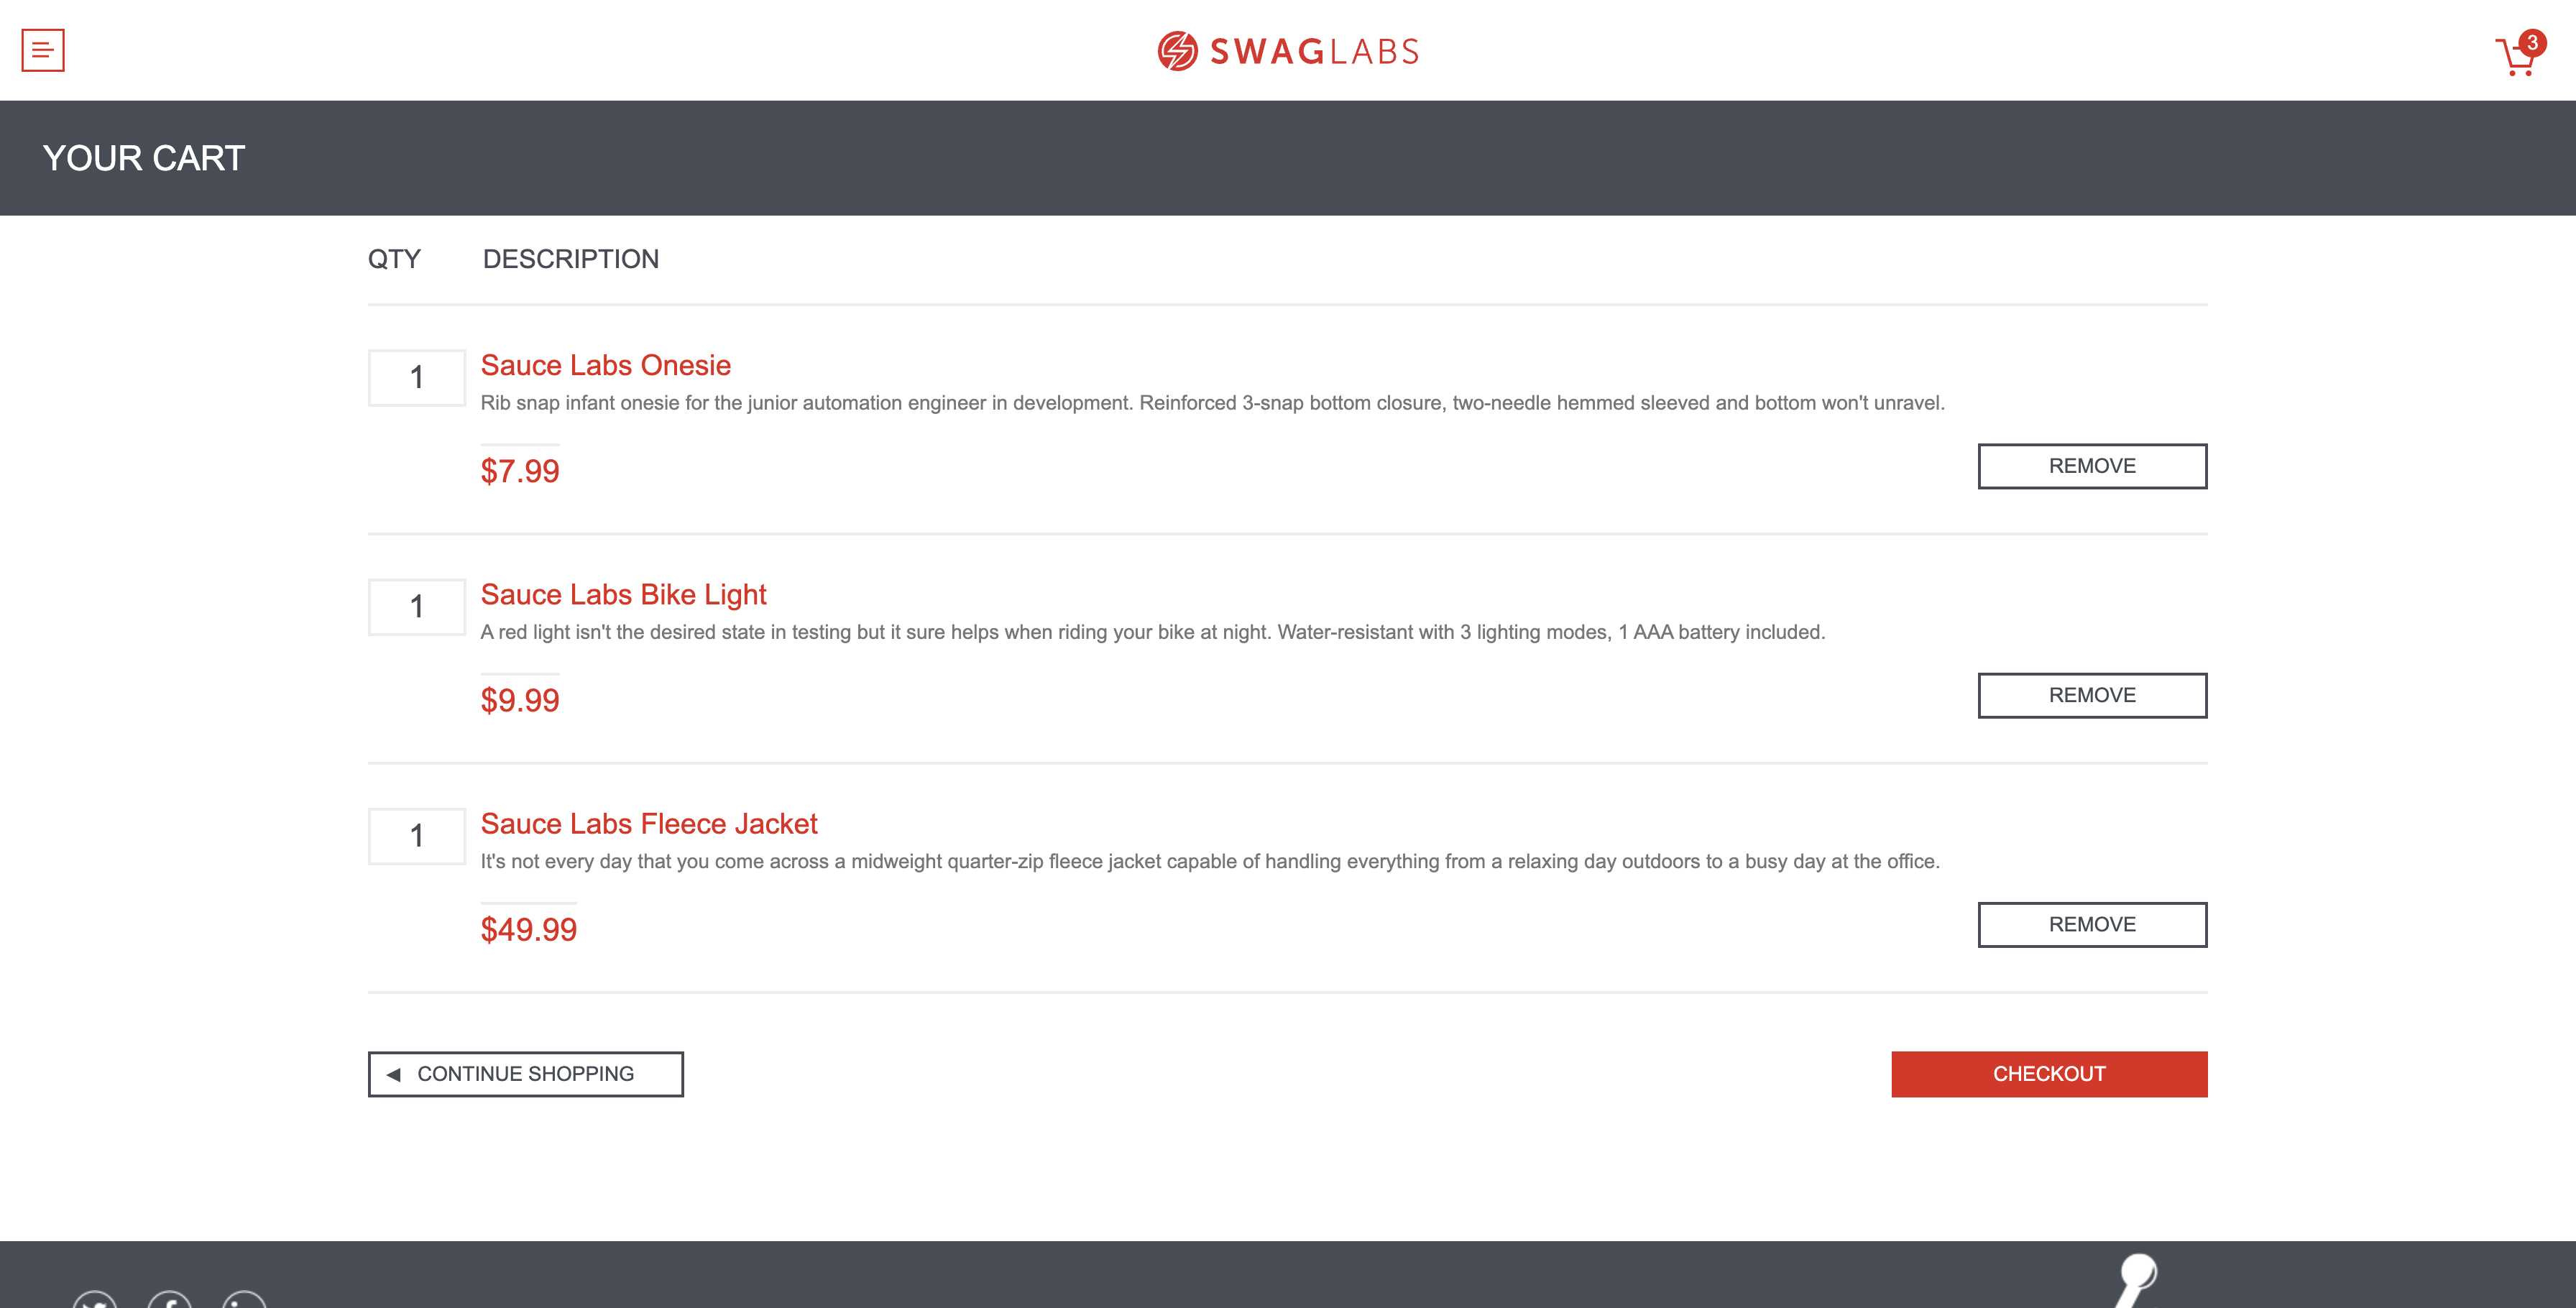 SWAGLABS
3
YOUR CART
QTY DESCRIPTION
1 Sauce Labs Onesie
Rib snap infant onesie for the junior automation engineer in development. Reinforced 3-snap bottom closure, two-needle hemmed sleeved and bottom won't unravel.
$7.99 REMOVE
1 Sauce Labs Bike Light
A red light isn't the desired state in testing but it sure helps when riding your bike at night. Water-resistant with 3 lighting modes, 1 AAA battery included.
$9.99 REMOVE
1 Sauce Labs Fleece Jacket
It's not every day that you come across a midweight quarter-zip fleece jacket capable of handling everything from a relaxing day outdoors to a busy day at the office.
$49.99 REMOVE
CONTINUE SHOPPING CHECKOUT